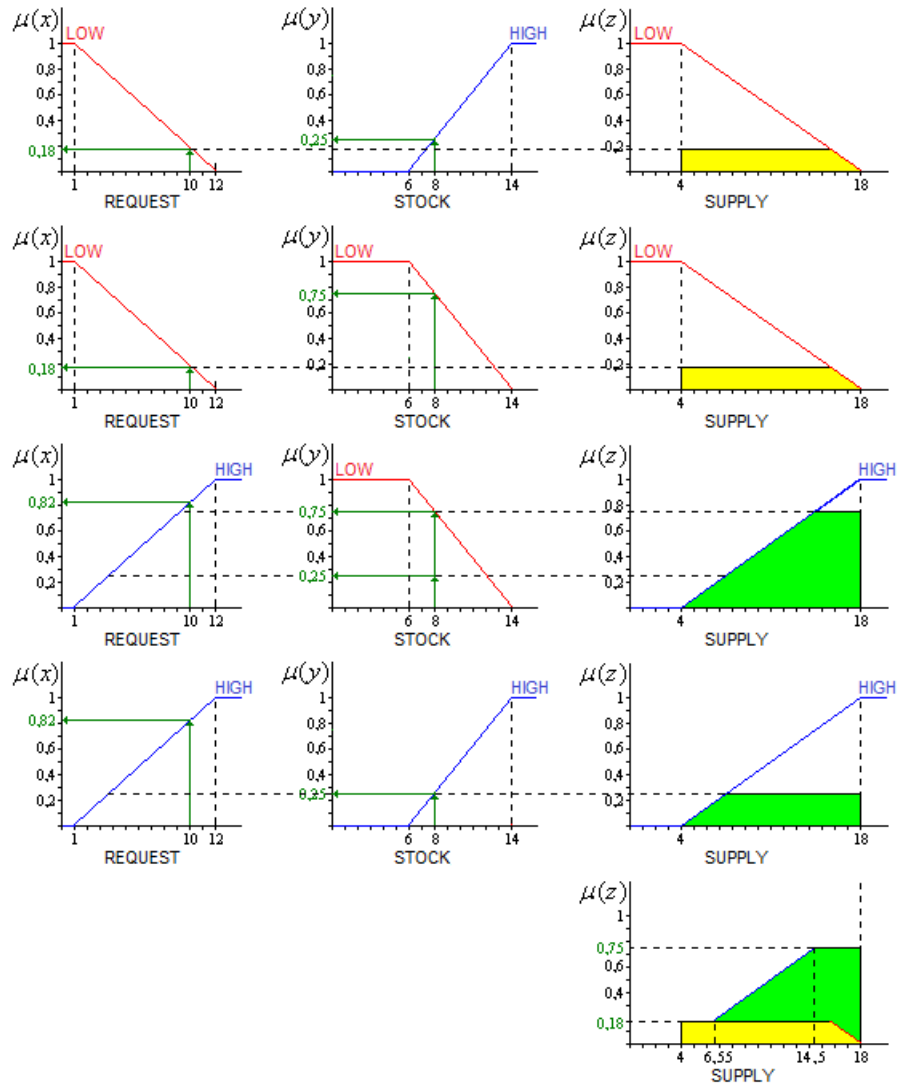 μ(x)
LOW
1
0,8
0,6
0,4
0,18
1 10 12
REQUEST
μ(y)
HIGH
1
0,8
0,6
0,4
0,25
6 8 14
STOCK
μ(z)
LOW
1
0,8
0,6
0,4
0,2
4 18
SUPPLY
μ(x)
LOW
1
0,8
0,6
0,4
0,18
1 10 12
REQUEST
μ(y)
1
0,75
0,6
0,4
0,2
6 8 14
STOCK
μ(z)
LOW
1
0,8
0,6
0,4
0,2
4 18
SUPPLY
μ(x)
HIGH
1
0,82
0,6
0,4
0,2
1 10 12
REQUEST
μ(y)
LOW
1
0,75
0,6
0,4
0,25
6 8 14
STOCK
μ(z)
HIGH
1
0,8
0,6
0,4
0,2
4 18
SUPPLY
μ(x)
HIGH
1
0,82
0,6
0,4
0,2
1 10 12
REQUEST
μ(y)
HIGH
1
0,8
0,6
0,4
0,25
6 8 14
STOCK
μ(z)
HIGH
1
0,8
0,6
0,4
0,2
4 18
SUPPLY
μ(z)
1
0,75
0,6
0,4
0,18
4 6,55 14,5 18
SUPPLY